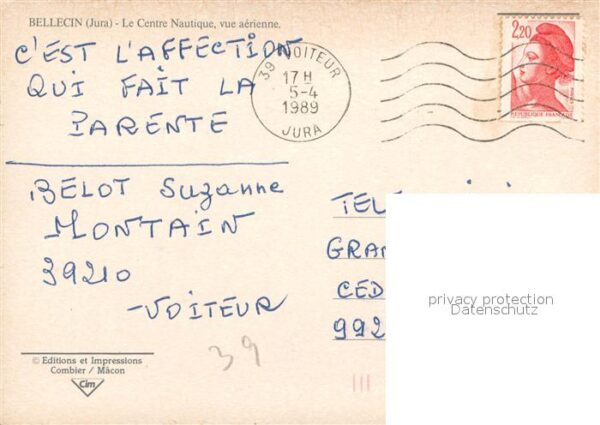 BELLECIN (Jura) - Le Centre Nautique, vue aérienne.
C'EST L'AFFECTION
QUI FAIT LA
PARENTE
BELOT Suzanne
MONTAIN
39210
-VOITEUR
39
© Editions et Impressions
Combier / Mâcon
Cim
39 VOITEUR
17 H
5-4
1989
JURA
2,20
REPUBLIQUE FRANÇAISE
TEL
GRAN
CED
992
privacy protection
Datenschutz